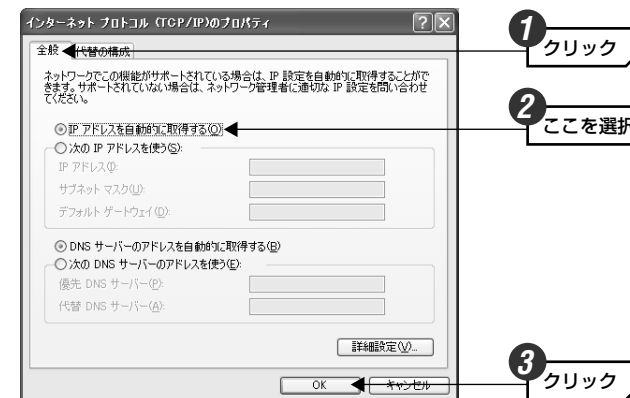 インターネット プロトコル (TCP/IP)のプロパティ
全般
代替の構成
ネットワークでこの機能がサポートされている場合は、IP 設定を自動的に取得することがで
きます。サポートされていない場合は、ネットワーク管理者に適切な IP 設定を問い合わせ
てください。
IP アドレスを自動的に取得する(O)
次の IP アドレスを使う(S):
IP アドレス(I):
サブネット マスク(U):
デフォルト ゲートウェイ(D):
DNS サーバーのアドレスを自動的に取得する(B)
次の DNS サーバーのアドレスを使う(E):
優先 DNS サーバー(P):
代替 DNS サーバー(A):
詳細設定(V)...
OK
キャンセル
1
クリック
2
ここを選択
3
クリック